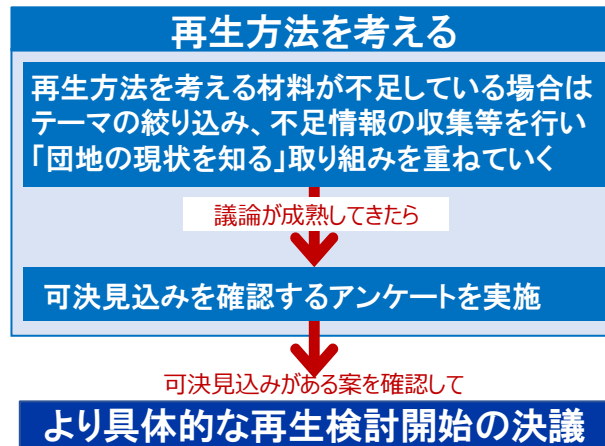 再生方法を考える
再生方法を考える材料が不足している場合は
テーマの絞り込み、不足情報の収集等を行い
「団地の現状を知る」取り組みを重ねていく
議論が成熟してきたら
可決見込みを確認するアンケートを実施
可決見込みがある案を確認して
より具体的な再生検討開始の決議